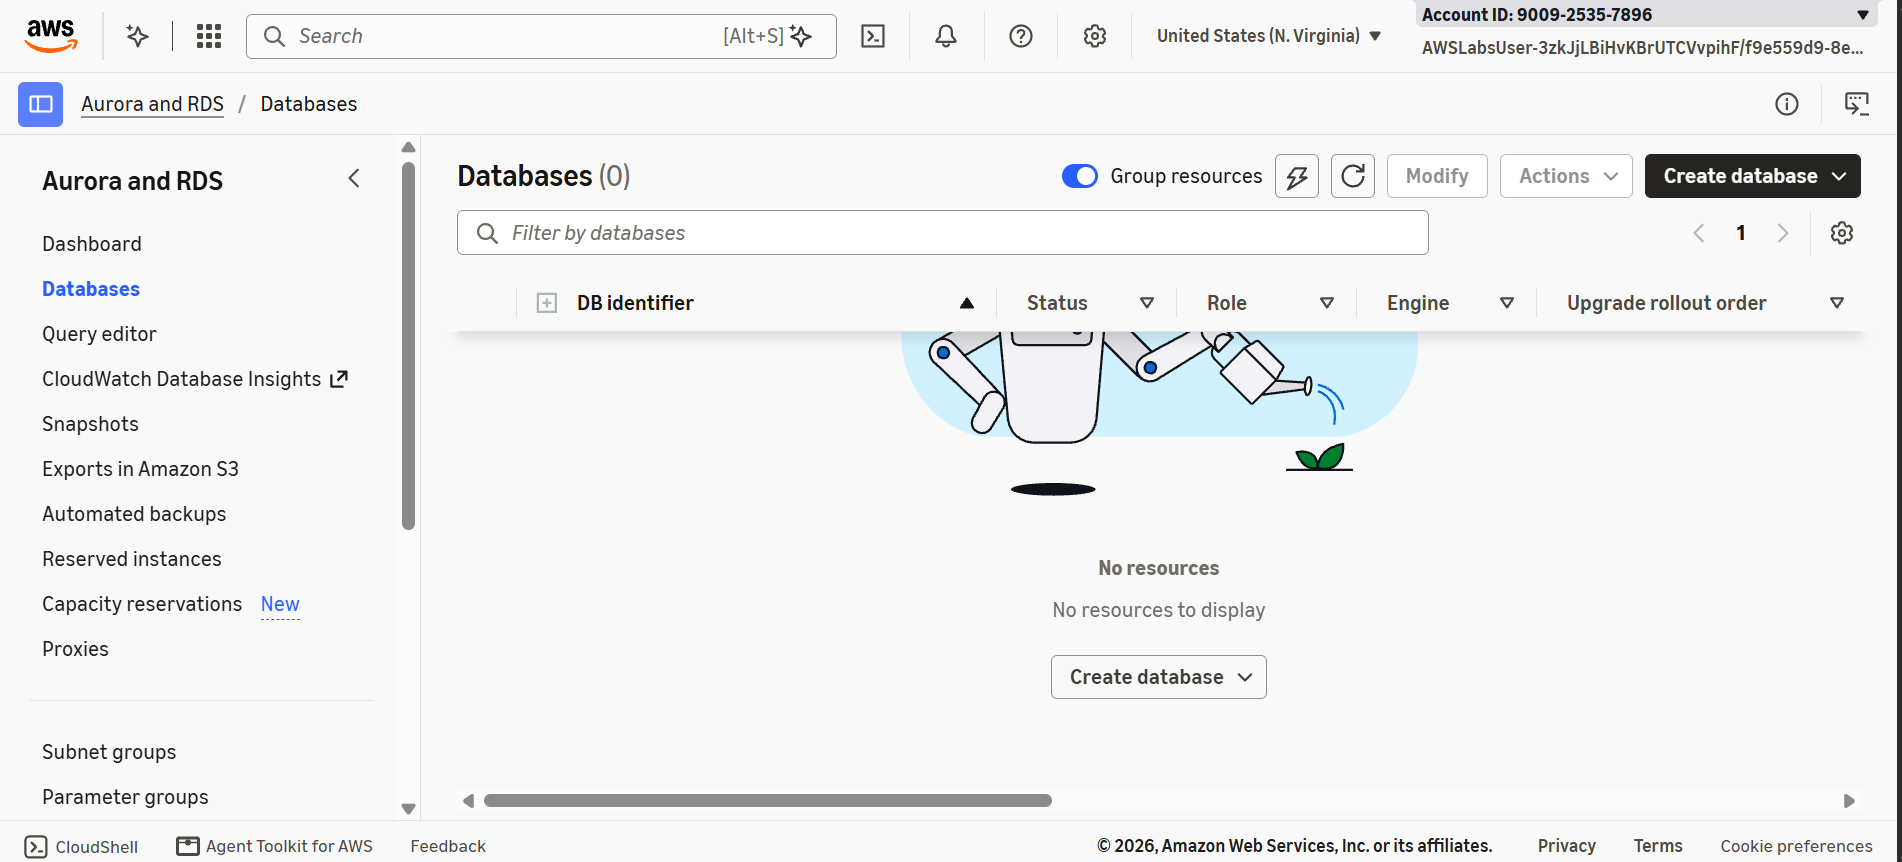 aws
Search
[Alt+S]
United States (N. Virginia)
Account ID: 9009-2535-7896
AWSLabsUser-3zkJjLBiHvKBrUTCVvpihF/f9e559d9-8e...
Aurora and RDS / Databases
Aurora and RDS
Dashboard
Databases
Query editor
CloudWatch Database Insights
Snapshots
Exports in Amazon S3
Automated backups
Reserved instances
Capacity reservations New
Proxies
Subnet groups
Parameter groups
Databases (0)
Group resources
Modify
Actions
Create database
Filter by databases
1
DB identifier
Status
Role
Engine
Upgrade rollout order
No resources
No resources to display
Create database
CloudShell
Agent Toolkit for AWS
Feedback
© 2026, Amazon Web Services, Inc. or its affiliates.
Privacy
Terms
Cookie preferences